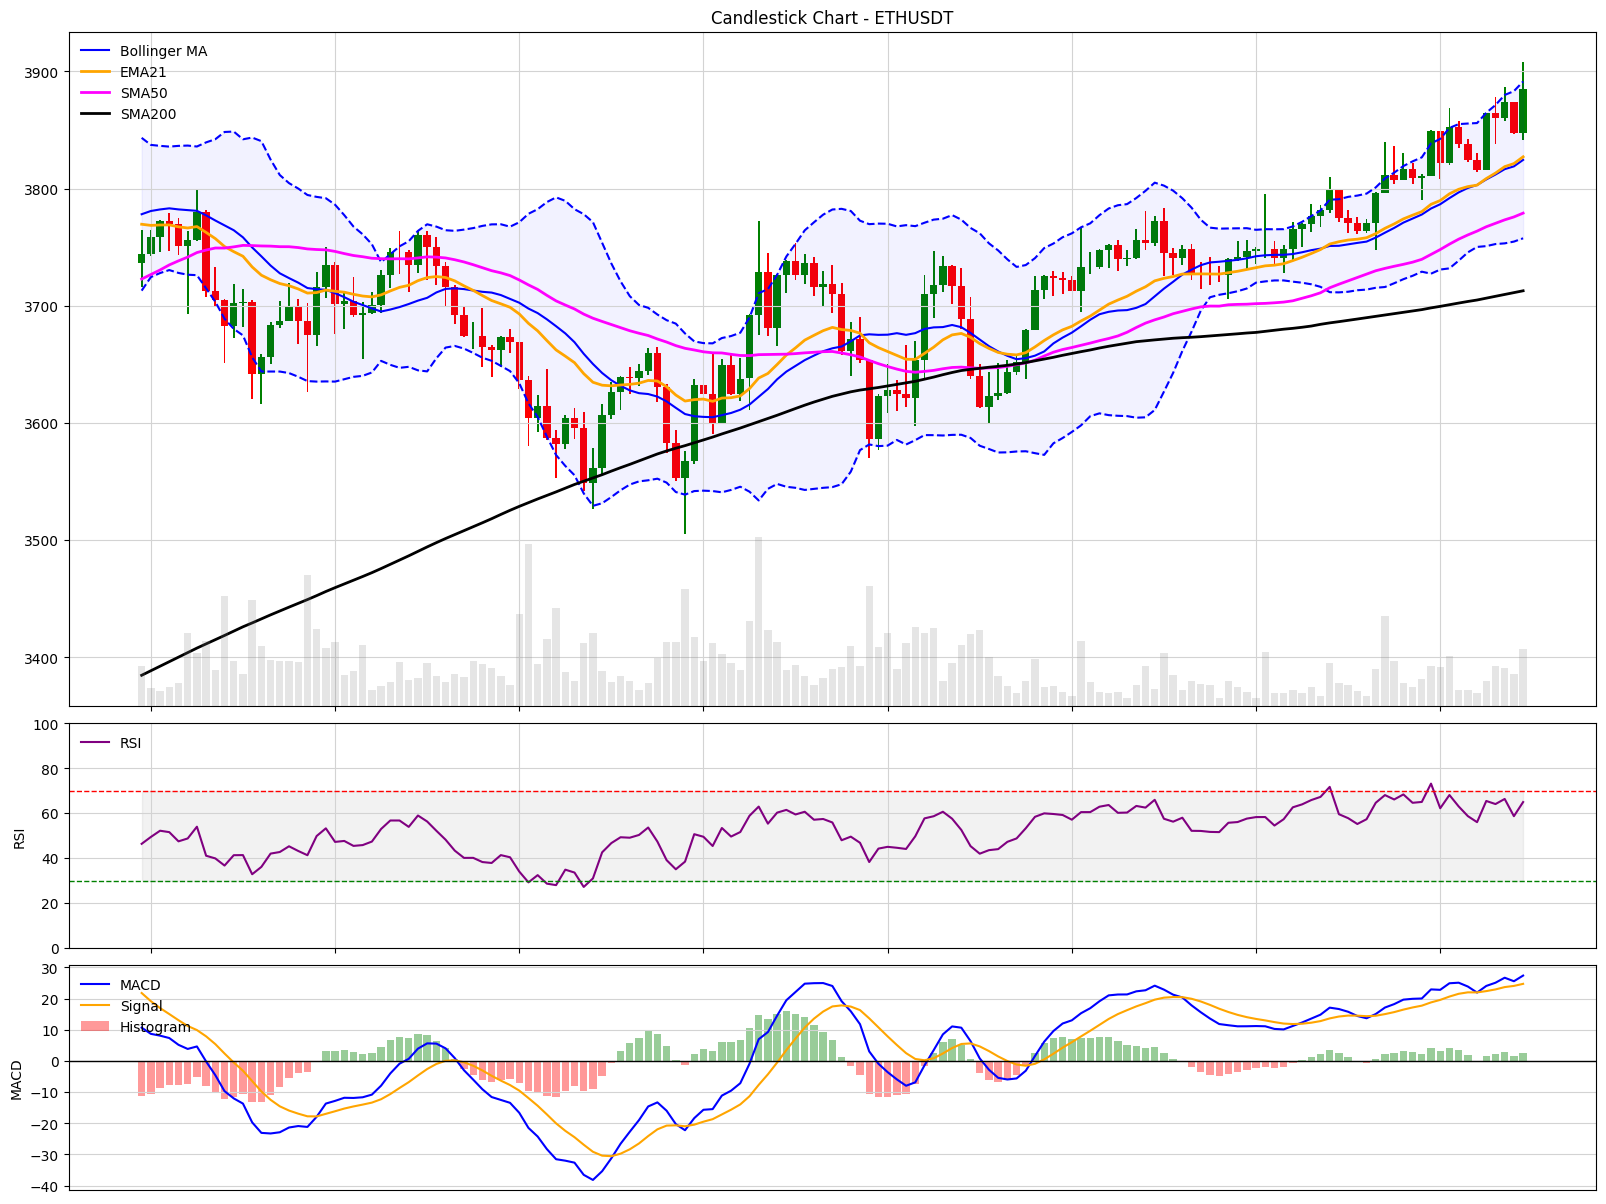 Candlestick Chart - ETHUSDT
Bollinger MA
EMA21
SMA50
SMA200
3900
3800
3700
3600
3500
3400
RSI
RSI
100
80
60
40
20
0
MACD
Signal
Histogram
MACD
30
20
10
0
−10
−20
−30
−40